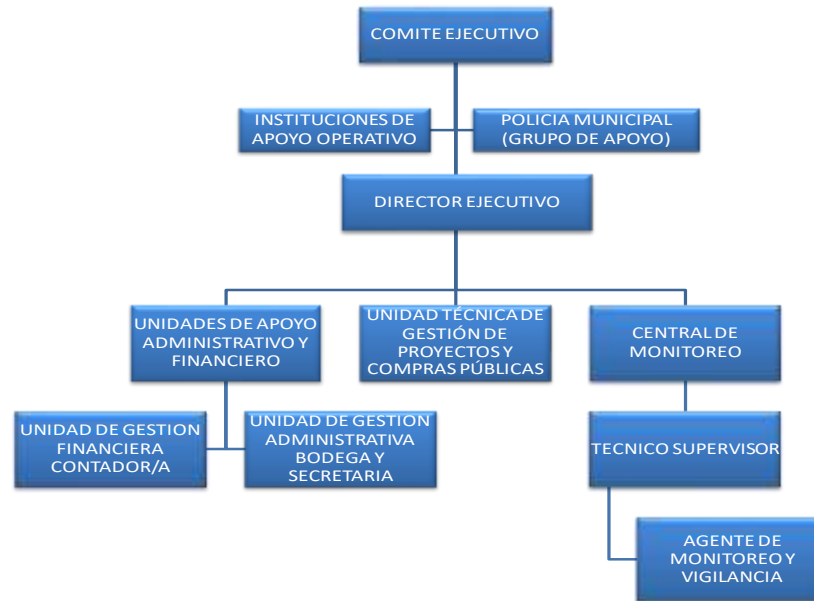 COMITE EJECUTIVO
INSTITUCIONES DE
APOYO OPERATIVO
POLICIA MUNICIPAL
(GRUPO DE APOYO)
DIRECTOR EJECUTIVO
UNIDADES DE APOYO
ADMINISTRATIVO Y
FINANCIERO
UNIDAD TÉCNICA DE
GESTIÓN DE
PROYECTOS Y
COMPRAS PÚBLICAS
CENTRAL DE
MONITOREO
UNIDAD DE GESTION
FINANCIERA
CONTADOR/A
UNIDAD DE GESTION
ADMINISTRATIVA
BODEGA Y
SECRETARIA
TECNICO SUPERVISOR
AGENTE DE
MONITOREO Y
VIGILANCIA